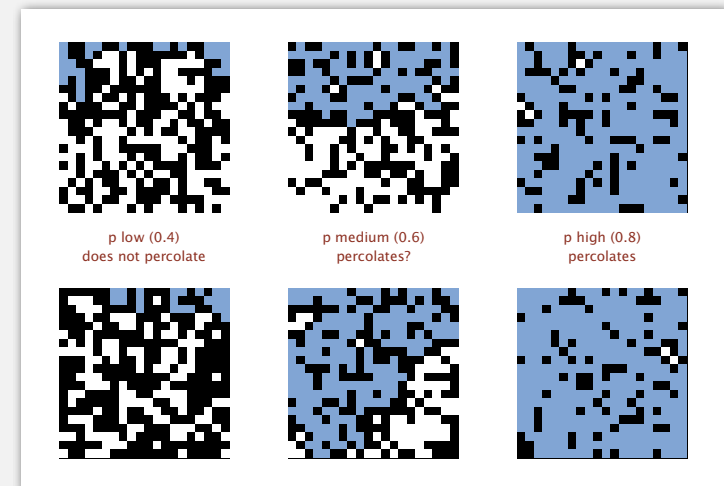 p low (0.4)
does not percolate
p medium (0.6)
percolates?
p high (0.8)
percolates